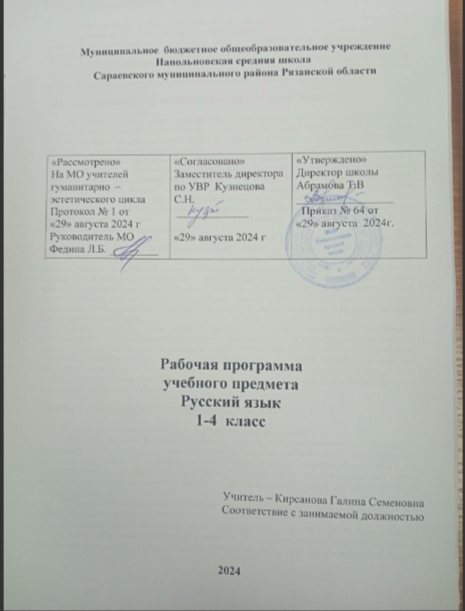 Муниципальное бюджетное общеобразовательное учреждение
Напольновская средняя школа
Сараевского муниципального района Рязанской области
«Рассмотрено»
На МО учителей
гуманитарно –
эстетического цикла
Протокол № 1 от
«29» августа 2024 г
Руководитель МО
Федина Л.Б.
«Согласовано»
Заместитель директора
по УВР Кузнецова
С.Н.
«29» августа 2024 г
«Утверждено»
Директор школы
Абрамова Т.В
Приказ № 64 от
«29» августа 2024г.
Рабочая программа
учебного предмета
Русский язык
1-4 класс
Учитель – Кирсанова Галина Семеновна
Соответствие с занимаемой должностью
2024